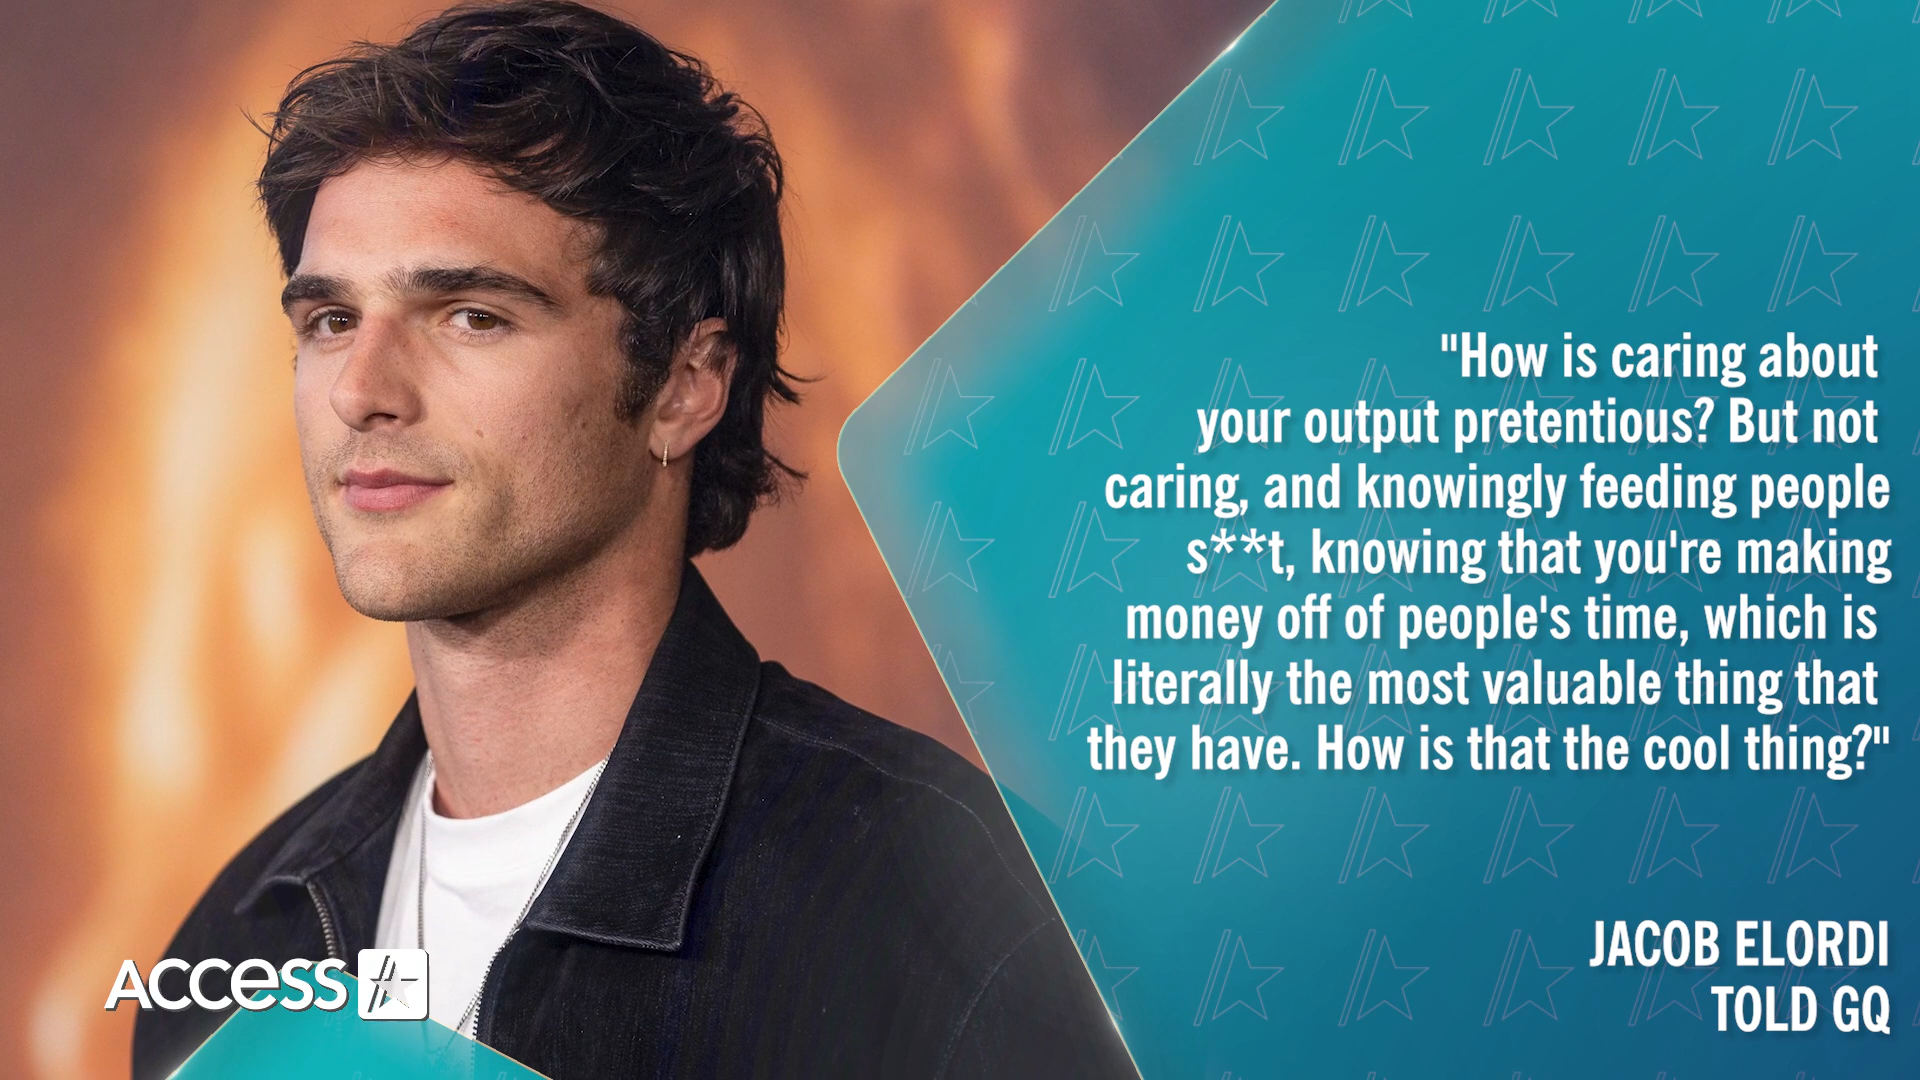 "How is caring about
your output pretentious? But not
caring, and knowingly feeding people
s**t, knowing that you're making
money off of people's time, which is
literally the most valuable thing that
they have. How is that the cool thing?"
JACOB ELORDI
TOLD GQ
ACCESS